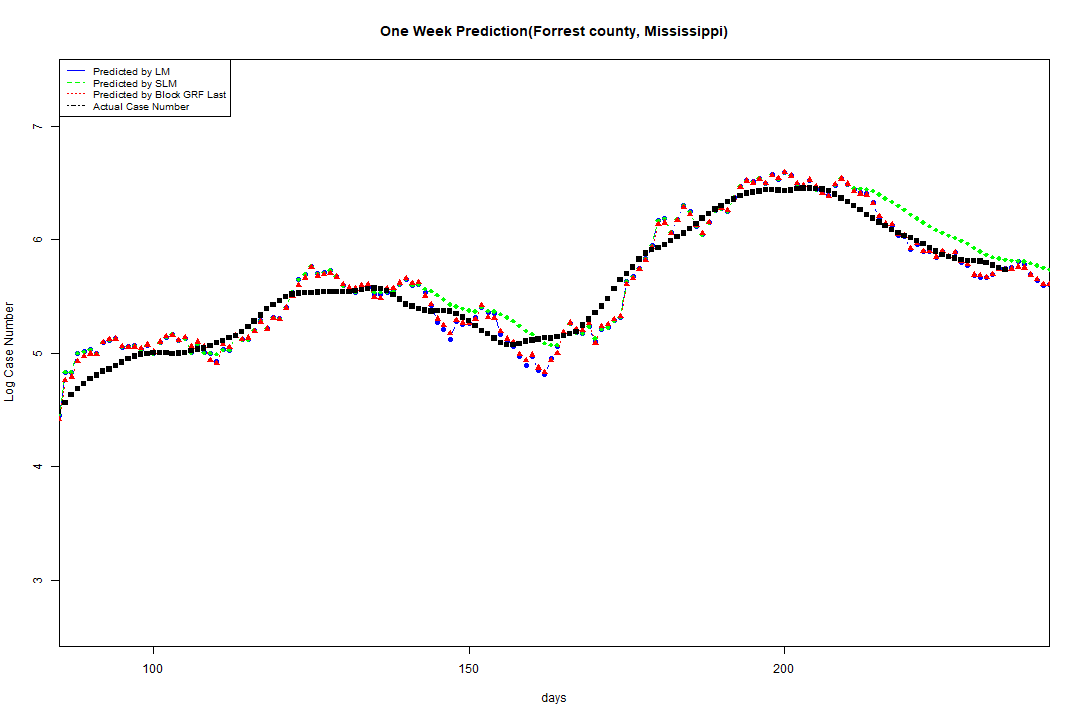 One Week Prediction(Forrest county, Mississippi)
Predicted by LM
Predicted by SLM
Predicted by Block GRF Last
Actual Case Number
7
6
5
4
3
Log Case Number
100 150 200
days